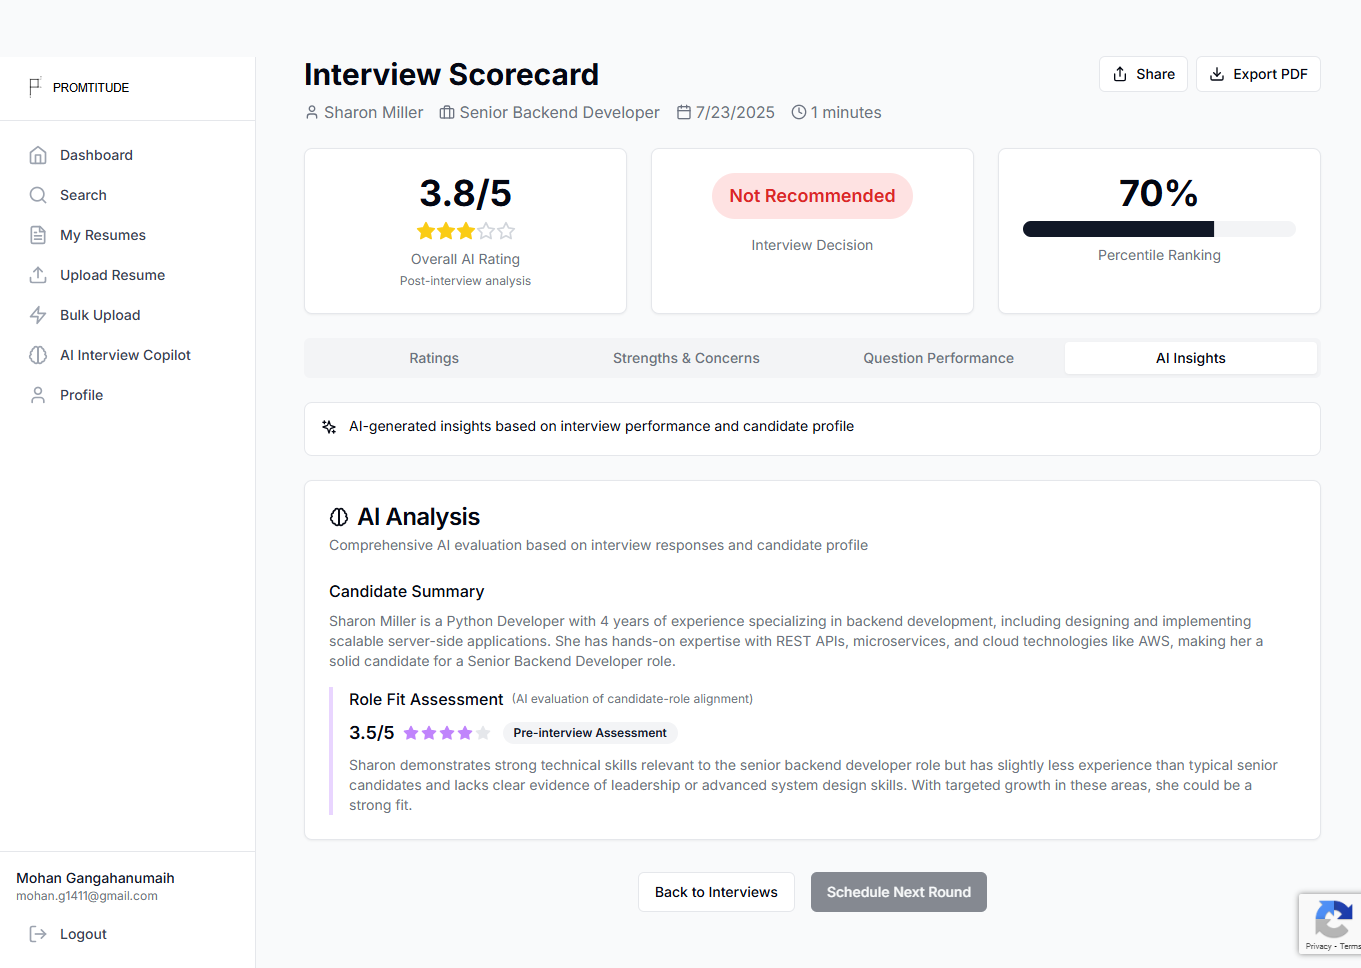 PROMTITUDE
Dashboard
Search
My Resumes
Upload Resume
Bulk Upload
AI Interview Copilot
Profile
Mohan Gangahanumaih
mohan.g1411@gmail.com
Logout
Interview Scorecard
Share
Export PDF
Sharon Miller Senior Backend Developer 7/23/2025 1 minutes
3.8/5
Overall AI Rating
Post-interview analysis
Not Recommended
Interview Decision
70%
Percentile Ranking
Ratings Strengths & Concerns Question Performance AI Insights
AI-generated insights based on interview performance and candidate profile
AI Analysis
Comprehensive AI evaluation based on interview responses and candidate profile
Candidate Summary
Sharon Miller is a Python Developer with 4 years of experience specializing in backend development, including designing and implementing
scalable server-side applications. She has hands-on expertise with REST APIs, microservices, and cloud technologies like AWS, making her a
solid candidate for a Senior Backend Developer role.
Role Fit Assessment (AI evaluation of candidate-role alignment)
3.5/5 Pre-interview Assessment
Sharon demonstrates strong technical skills relevant to the senior backend developer role but has slightly less experience than typical senior
candidates and lacks clear evidence of leadership or advanced system design skills. With targeted growth in these areas, she could be a
strong fit.
Back to Interviews
Schedule Next Round
Privacy - Terms